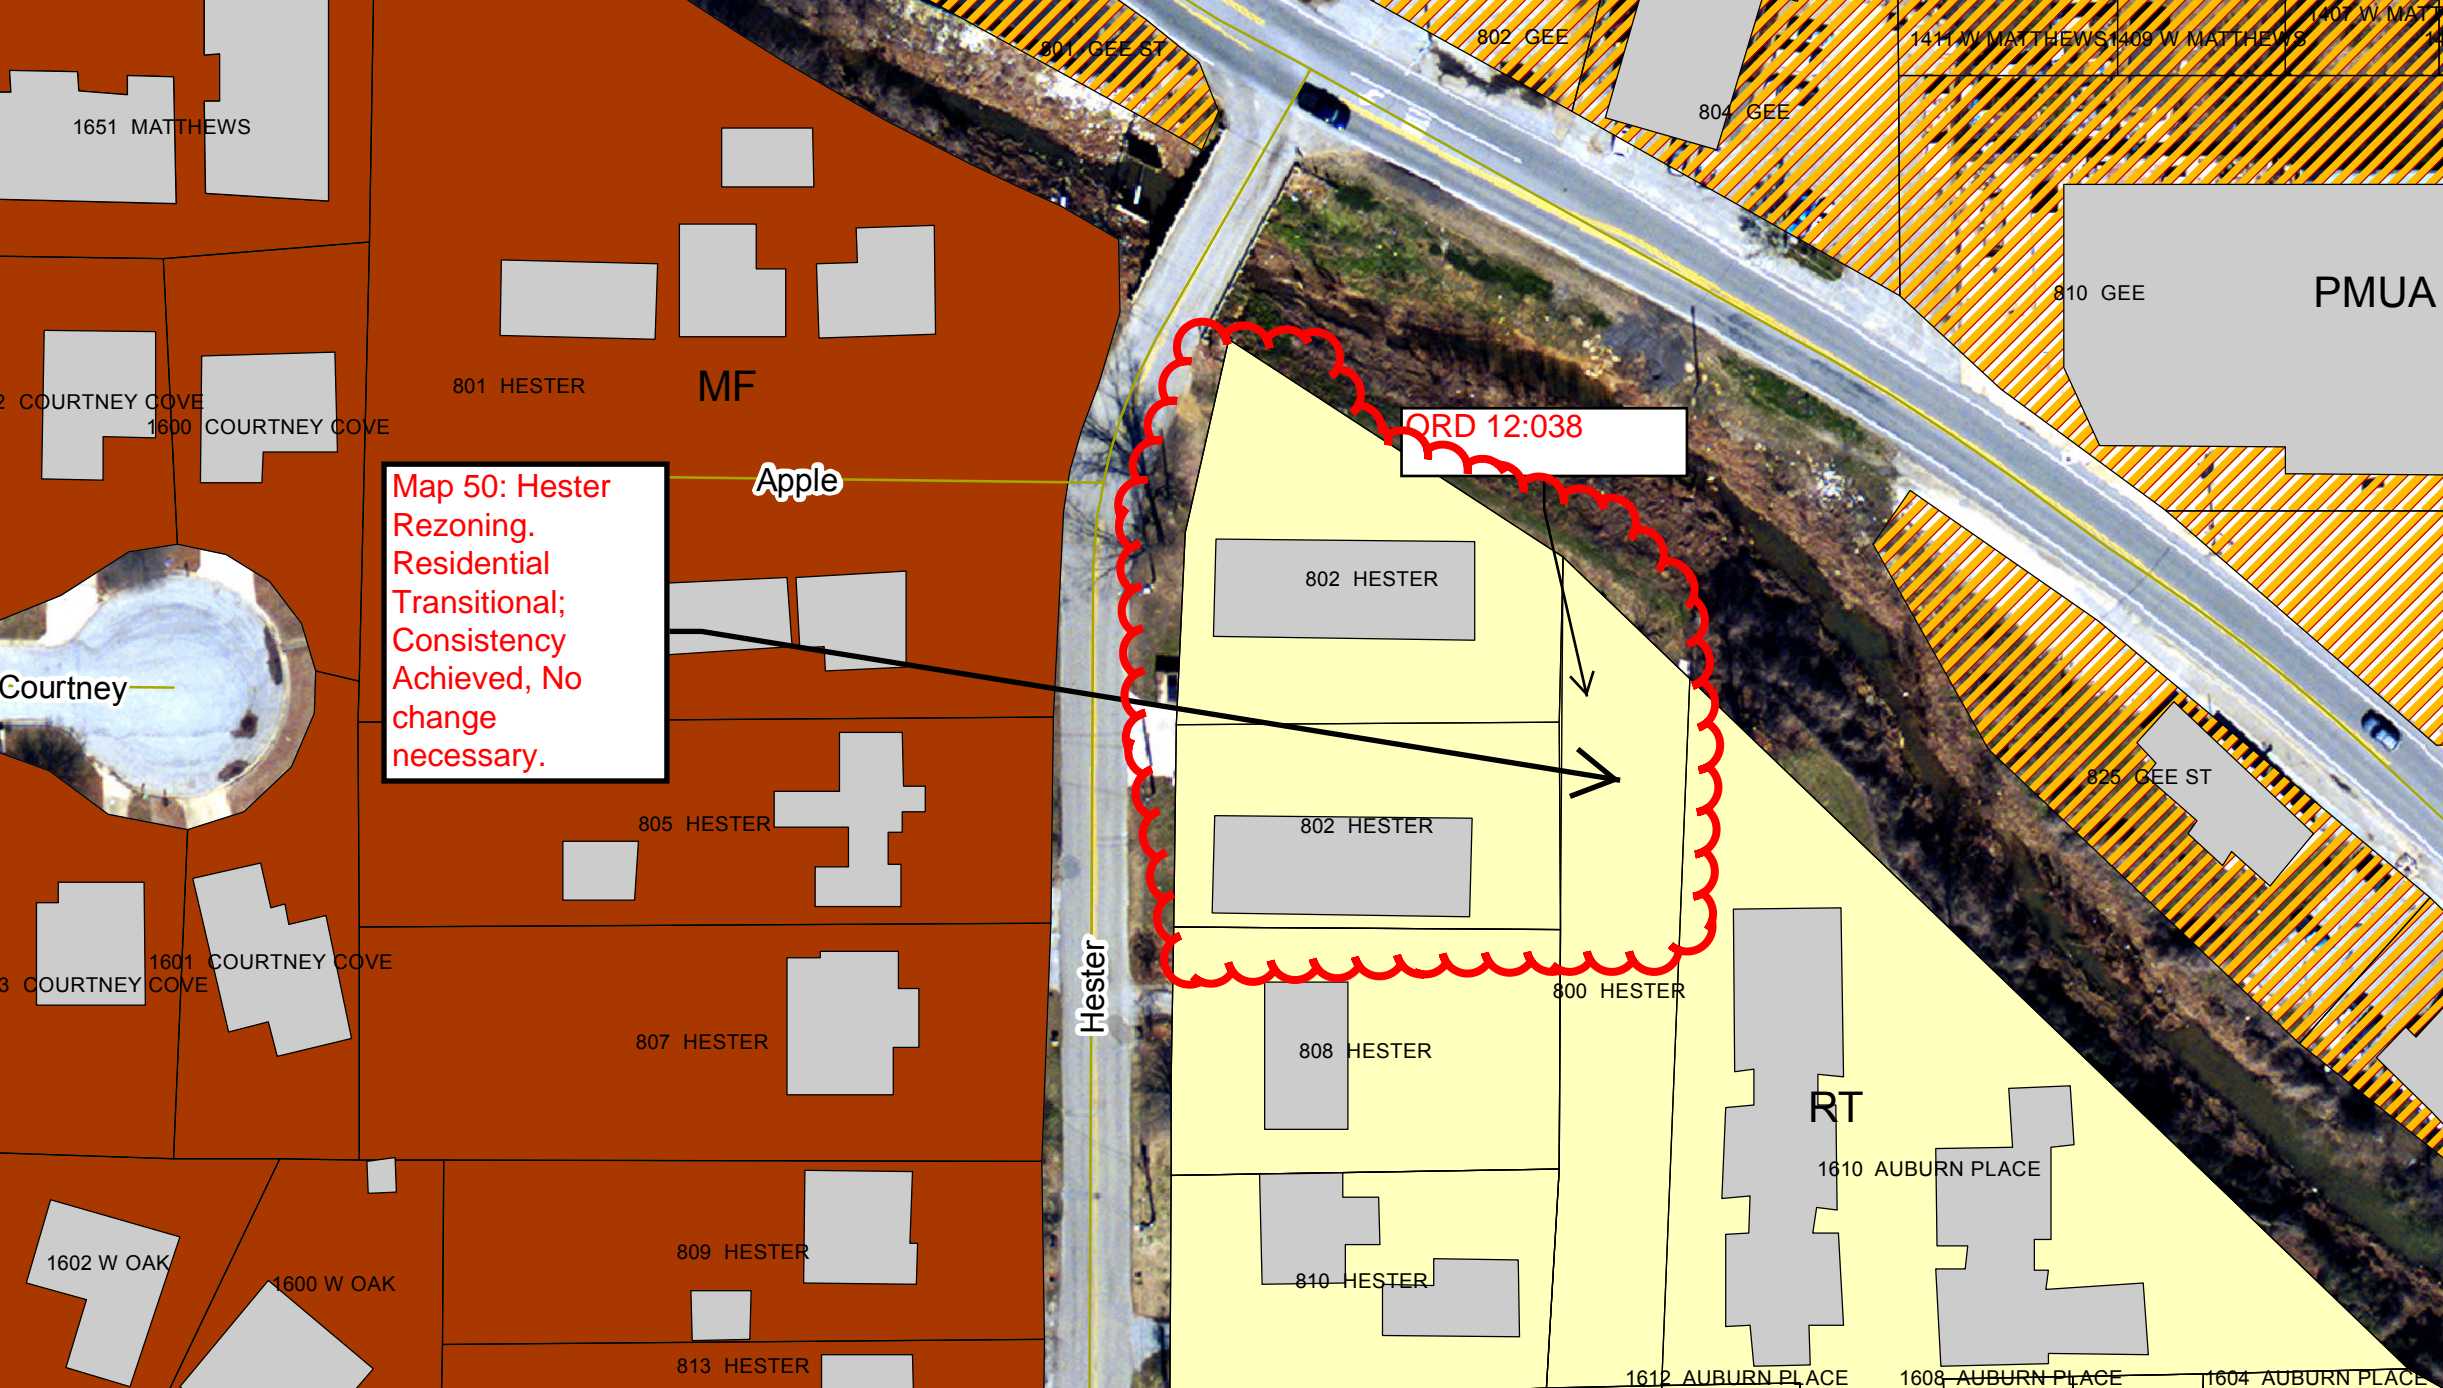 801 GEE ST
802 GEE
1411 W MATTHEWS
1409 W MATTHEWS
1407 W MATT
1651 MATTHEWS
804 GEE
810 GEE
PMUA
801 HESTER
MF
2 COURTNEY COVE
1600 COURTNEY COVE
ORD 12:038
Apple
Map 50: Hester
Rezoning.
Residential
Transitional;
Consistency
Achieved, No
change
necessary.
802 HESTER
Courtney
825 GEE ST
805 HESTER
802 HESTER
1601 COURTNEY COVE
3 COURTNEY COVE
Hester
800 HESTER
807 HESTER
808 HESTER
RT
1610 AUBURN PLACE
809 HESTER
1602 W OAK
1600 W OAK
810 HESTER
813 HESTER
1612 AUBURN PLACE
1608 AUBURN PLACE
1604 AUBURN PLACE